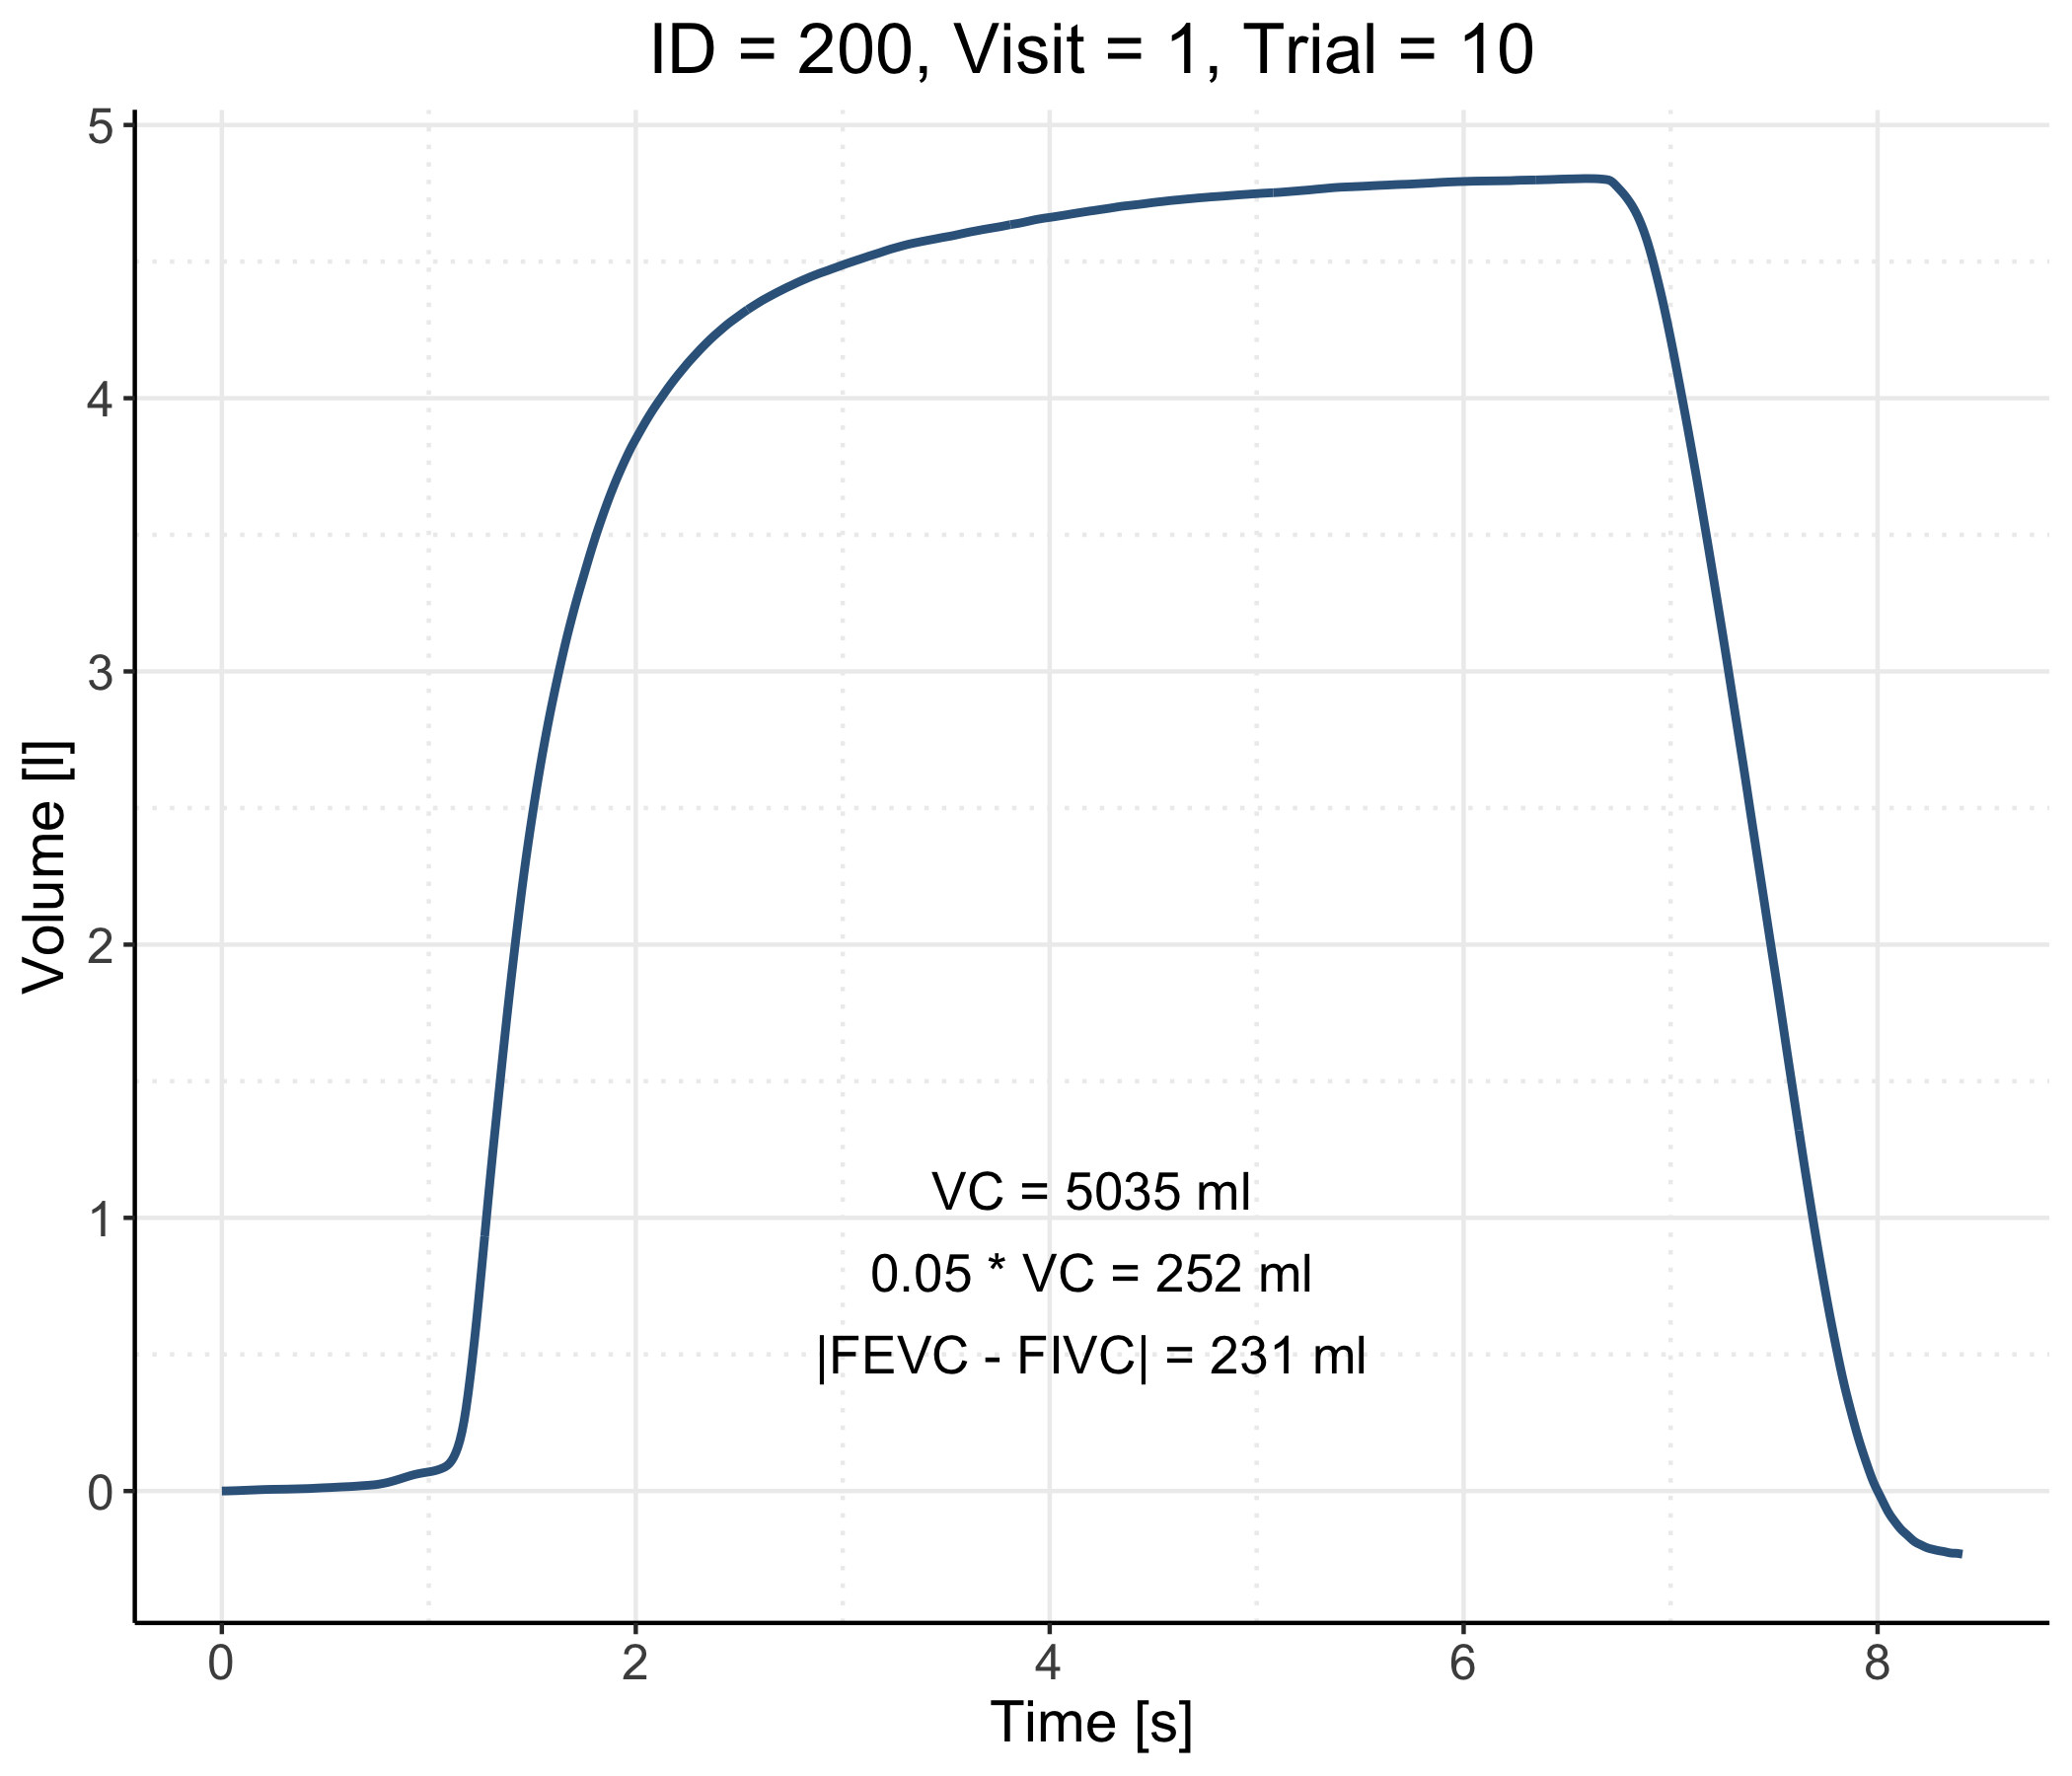 ID = 200, Visit = 1, Trial = 10
5
4
3
2
1
0
Volume [l]
VC = 5035 ml
0.05 * VC = 252 ml
|FEVC - FIVC| = 231 ml
0 2 4 6 8
Time [s]